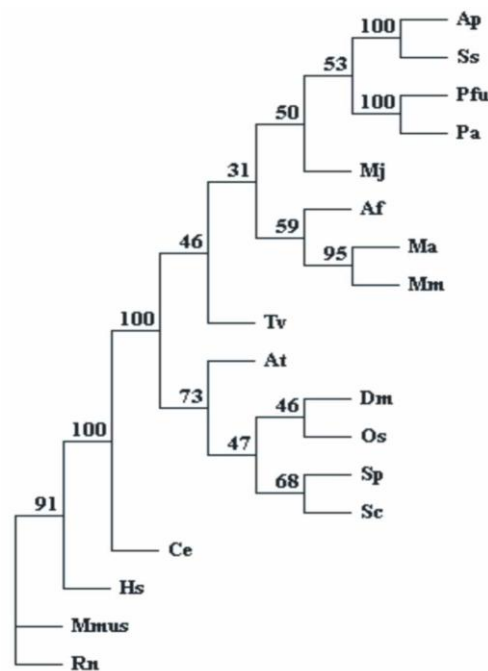 Ap
100
Ss
53
Pfu
100
Pa
50
Mj
31
Af
59
Ma
95
Mm
46
Tv
100
At
73
Dm
46
Os
47
Sp
68
Sc
100
Ce
91
Hs
Mmus
Rn